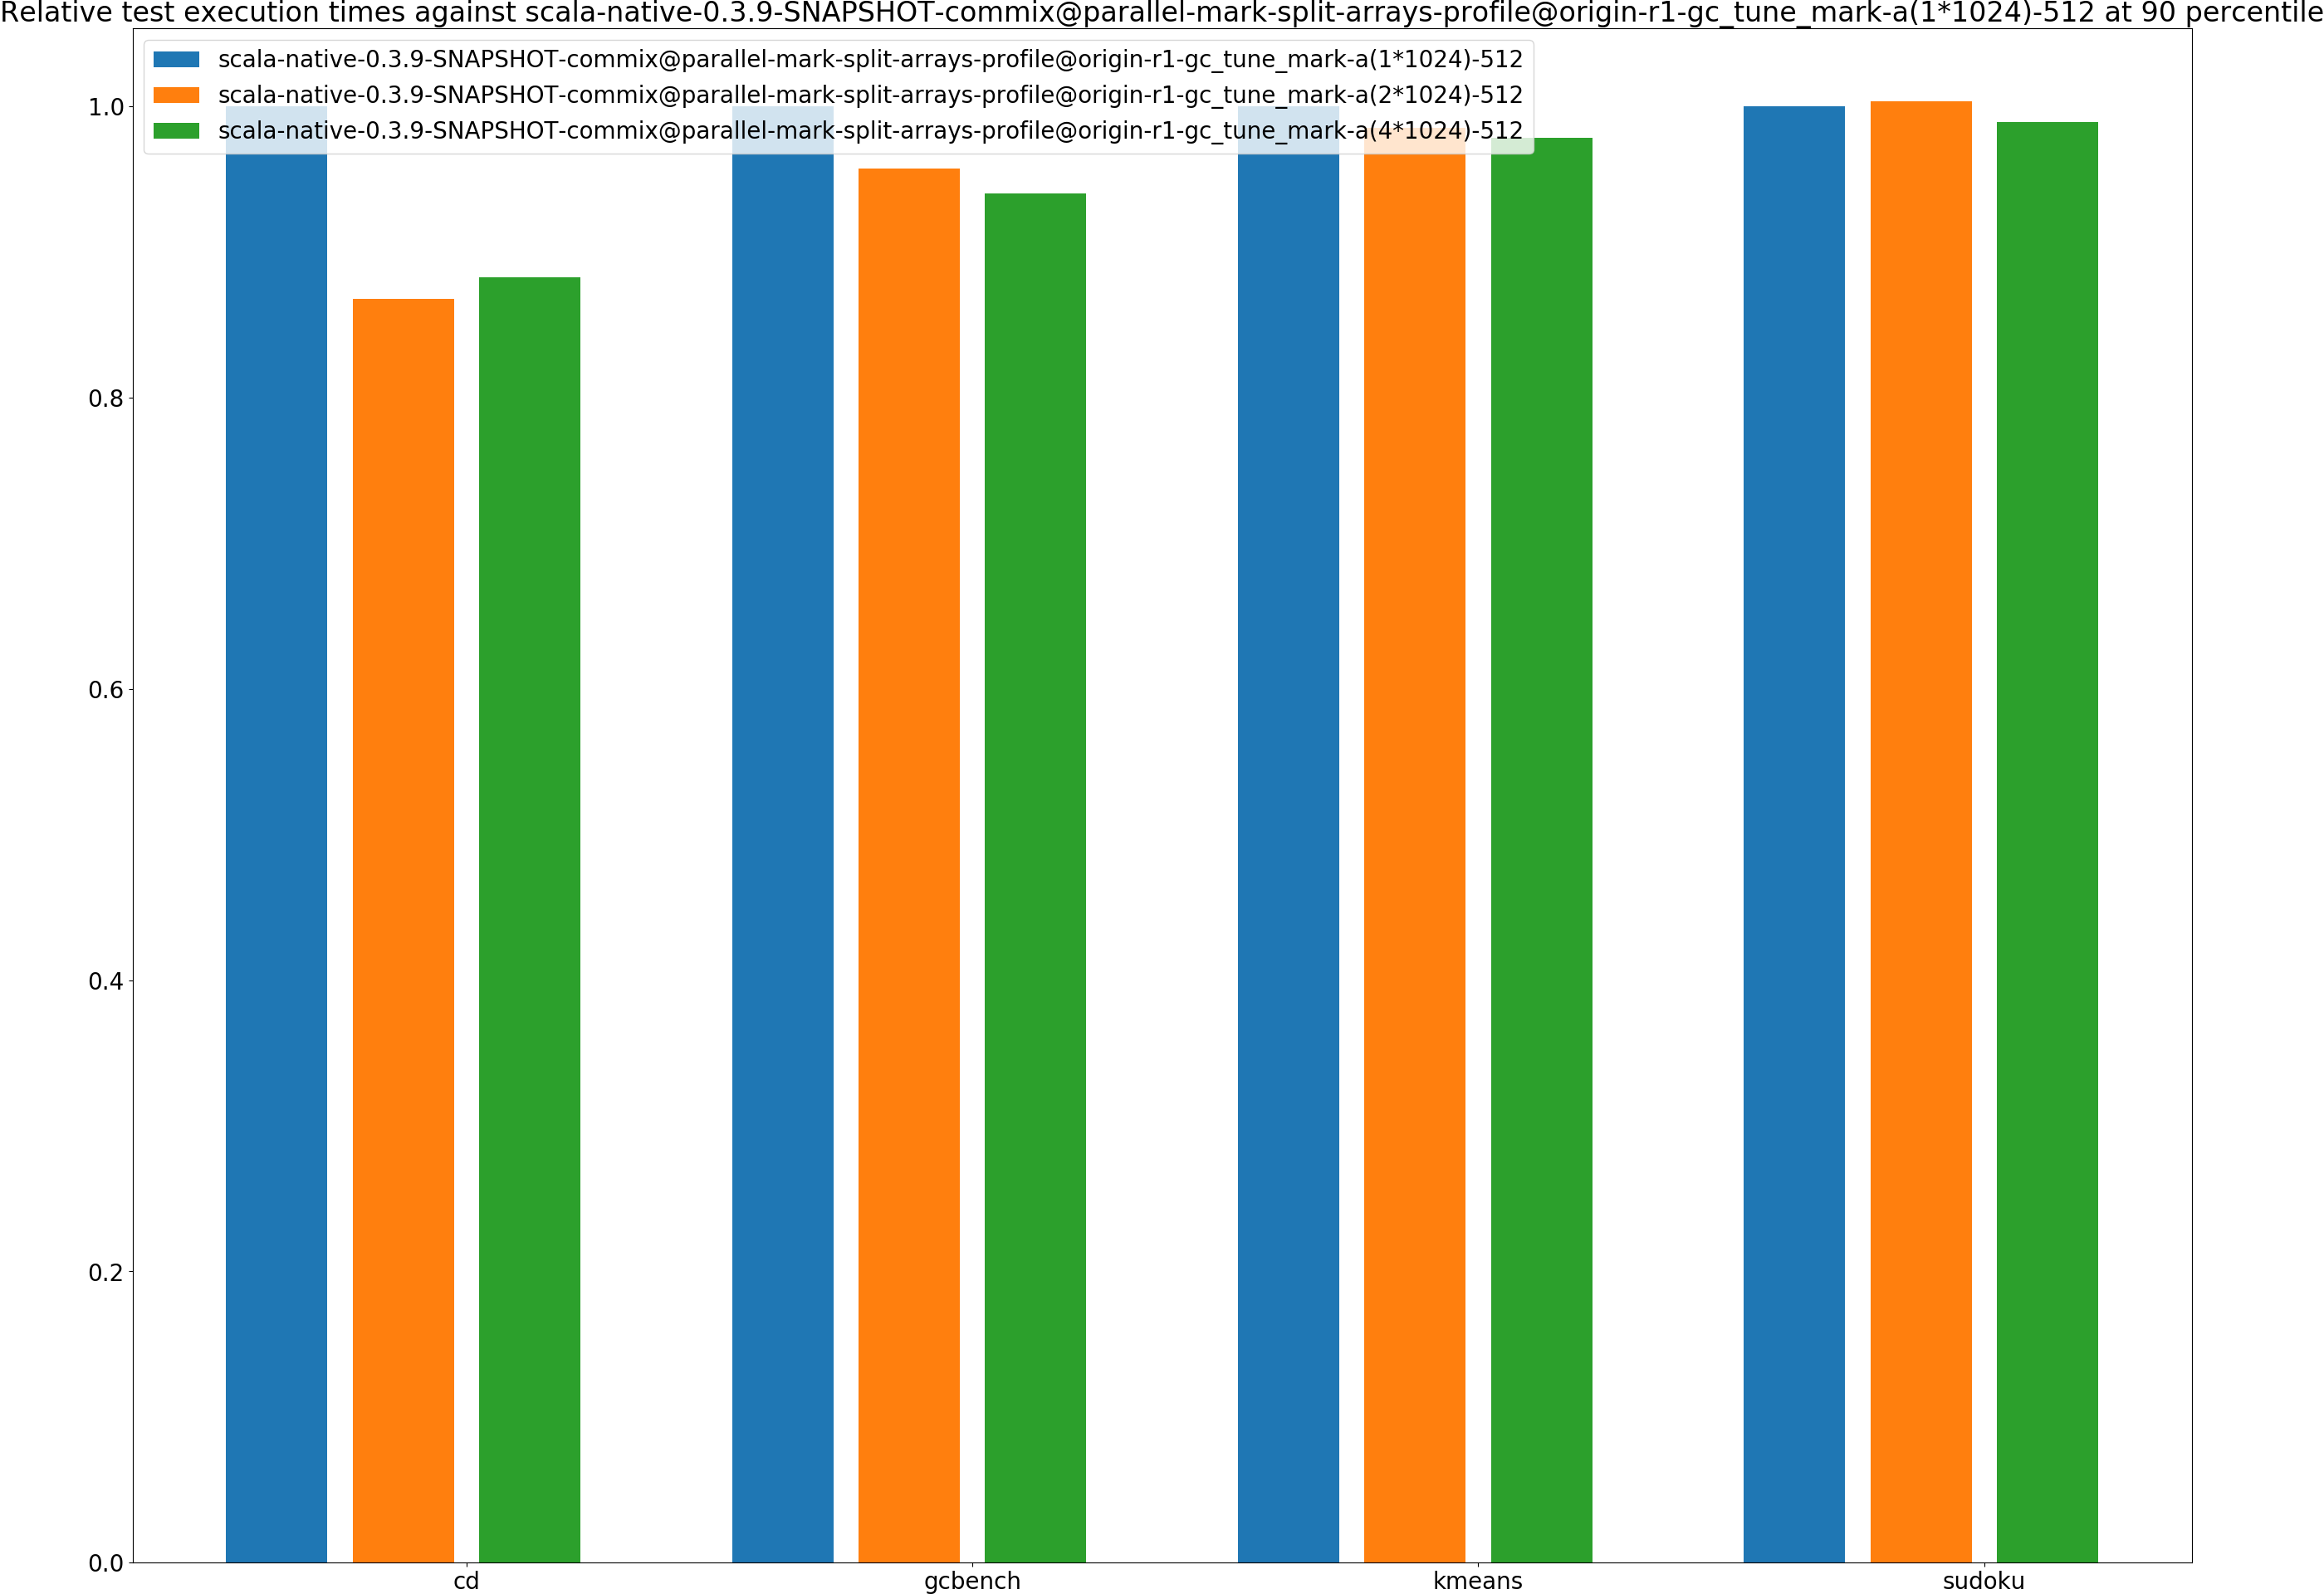 Relative test execution times against scala-native-0.3.9-SNAPSHOT-commix@parallel-mark-split-arrays-profile@origin-r1-gc_tune_mark-a(1*1024)-512 at 90 percentile
scala-native-0.3.9-SNAPSHOT-commix@parallel-mark-split-arrays-profile@origin-r1-gc_tune_mark-a(1*1024)-512
scala-native-0.3.9-SNAPSHOT-commix@parallel-mark-split-arrays-profile@origin-r1-gc_tune_mark-a(2*1024)-512
scala-native-0.3.9-SNAPSHOT-commix@parallel-mark-split-arrays-profile@origin-r1-gc_tune_mark-a(4*1024)-512
1.0
0.8
0.6
0.4
0.2
0.0
cd gcbench kmeans sudoku